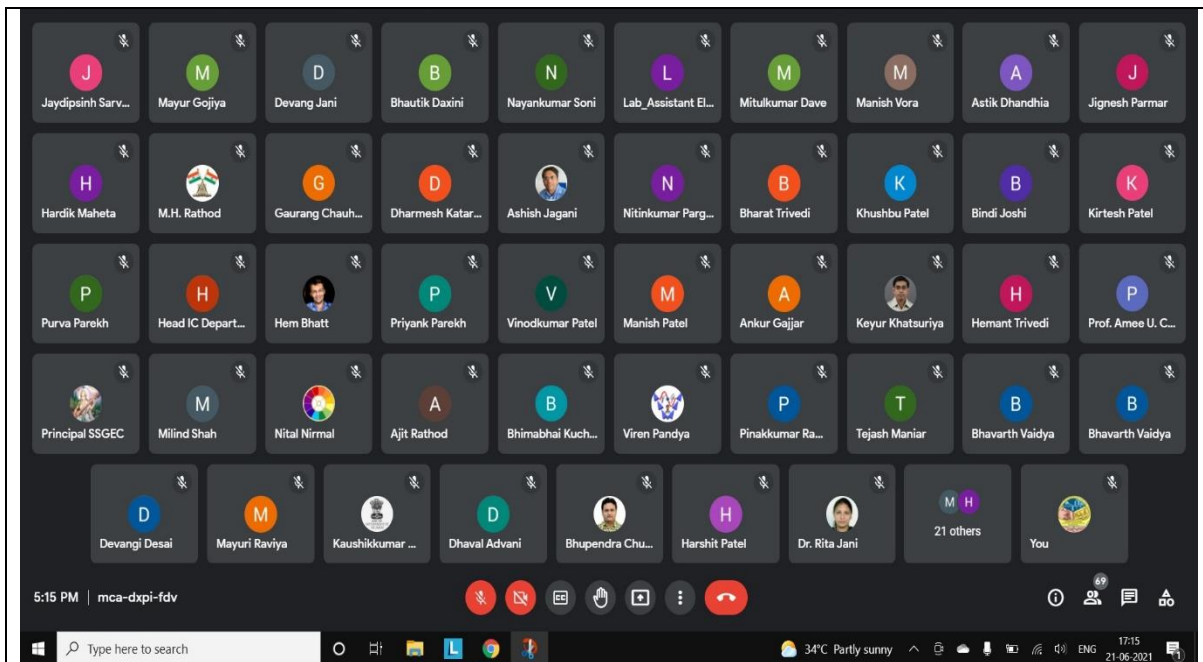 J M D B N L M M A J
Jaydipsinh Sarv... Mayur Gojiya Devang Jani Bhautik Daxini Nayankumar Soni Lab_Assistant El... Mitulkumar Dave Manish Vora Astik Dhandhia Jignesh Parmar
H G D N B K B K
Hardik Maheta M.H. Rathod Gaurang Chauh... Dharmesh Katar... Ashish Jagani Nitinkumar Parg... Bharat Trivedi Khushbu Patel Bindi Joshi Kirtesh Patel
P H P V M A H P
Purva Parekh Head IC Depart... Hem Bhatt Priyank Parekh Vinodkumar Patel Manish Patel Ankur Gajjar Keyur Khatsuriya Hemant Trivedi Prof. Amee U. C...
M A B P T B B
Principal SSGEC Milind Shah Nital Nirmal Ajit Rathod Bhimabhai Kuch... Viren Pandya Pinakkumar Ra... Tejash Maniar Bhavarth Vaidya Bhavarth Vaidya
D M D H M H
Devangi Desai Mayuri Raviya Kaushikkumar ... Dhaval Advani Bhupendra Chu... Harshit Patel Dr. Rita Jani 21 others You
5:15 PM | mca-dxpi-fdv CC 69
Type here to search L 34°C Partly sunny ENG 17:15
21-06-2021 1